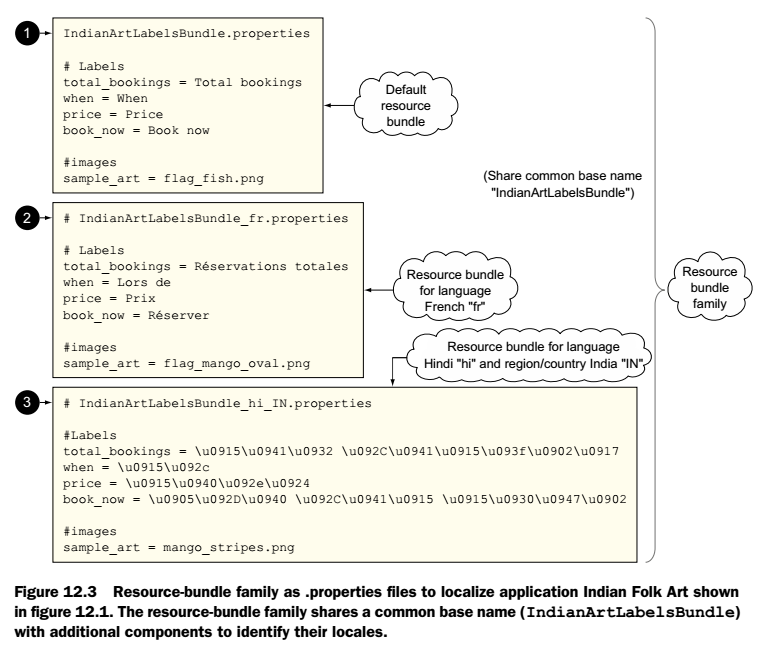 1
IndianArtLabelsBundle.properties
# Labels
total_bookings = Total bookings
when = When
price = Price
book_now = Book now
#images
sample_art = flag_fish.png
Default
resource
bundle
(Share common base name
"IndianArtLabelsBundle")
2
# IndianArtLabelsBundle_fr.properties
# Labels
total_bookings = Réservations totales
when = Lors de
price = Prix
book_now = Réserver
#images
sample_art = flag_mango_oval.png
Resource bundle
for language
French "fr"
Resource
bundle
family
Resource bundle for language
Hindi "hi" and region/country India "IN"
3
# IndianArtLabelsBundle_hi_IN.properties
#Labels
total_bookings = \u0915\u0941\u0932 \u092C\u0941\u0915\u093f\u0902\u0917
when = \u0915\u092c
price = \u0915\u0940\u092e\u0924
book_now = \u0905\u092D\u0940 \u092C\u0941\u0915 \u0915\u0930\u0947\u0902
#images
sample_art = mango_stripes.png
Figure 12.3 Resource-bundle family as .properties files to localize application Indian Folk Art shown
in figure 12.1. The resource-bundle family shares a common base name (IndianArtLabelsBundle)
with additional components to identify their locales.